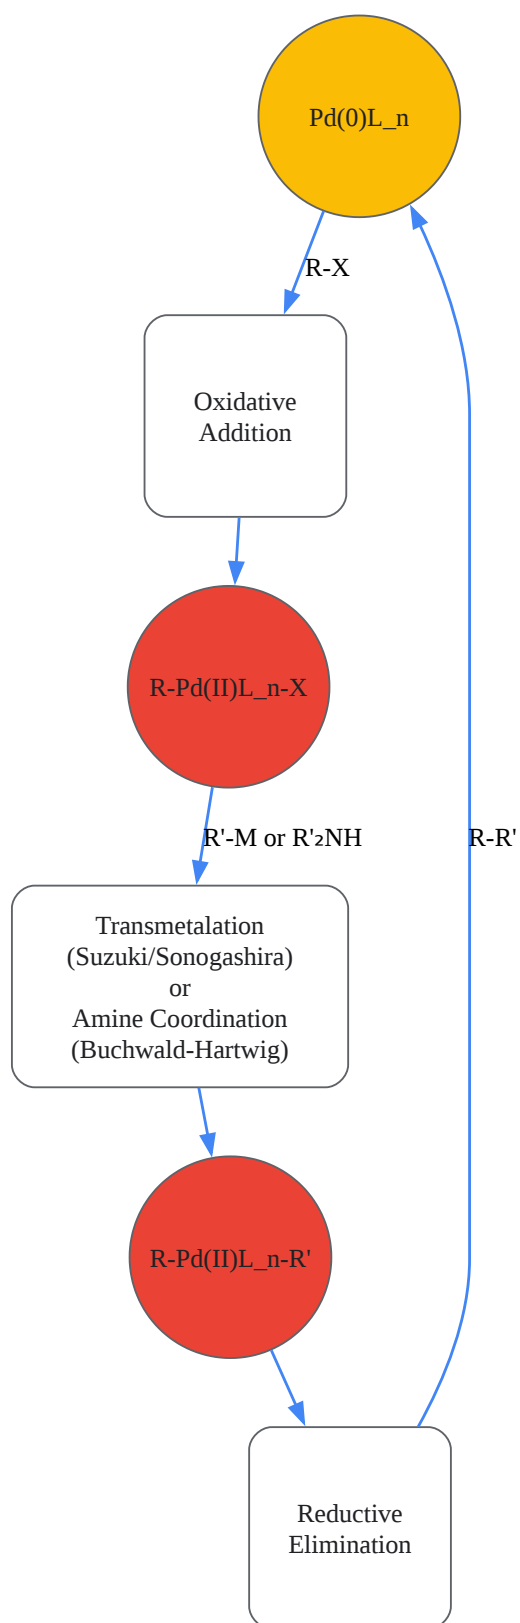 Pd(0)L_n
R-X
Oxidative
Addition
R-Pd(II)L_n-X
R'-M or R'₂NH
R-R'
Transmetalation
(Suzuki/Sonogashira)
or
Amine Coordination
(Buchwald-Hartwig)
R-Pd(II)L_n-R'
Reductive
Elimination